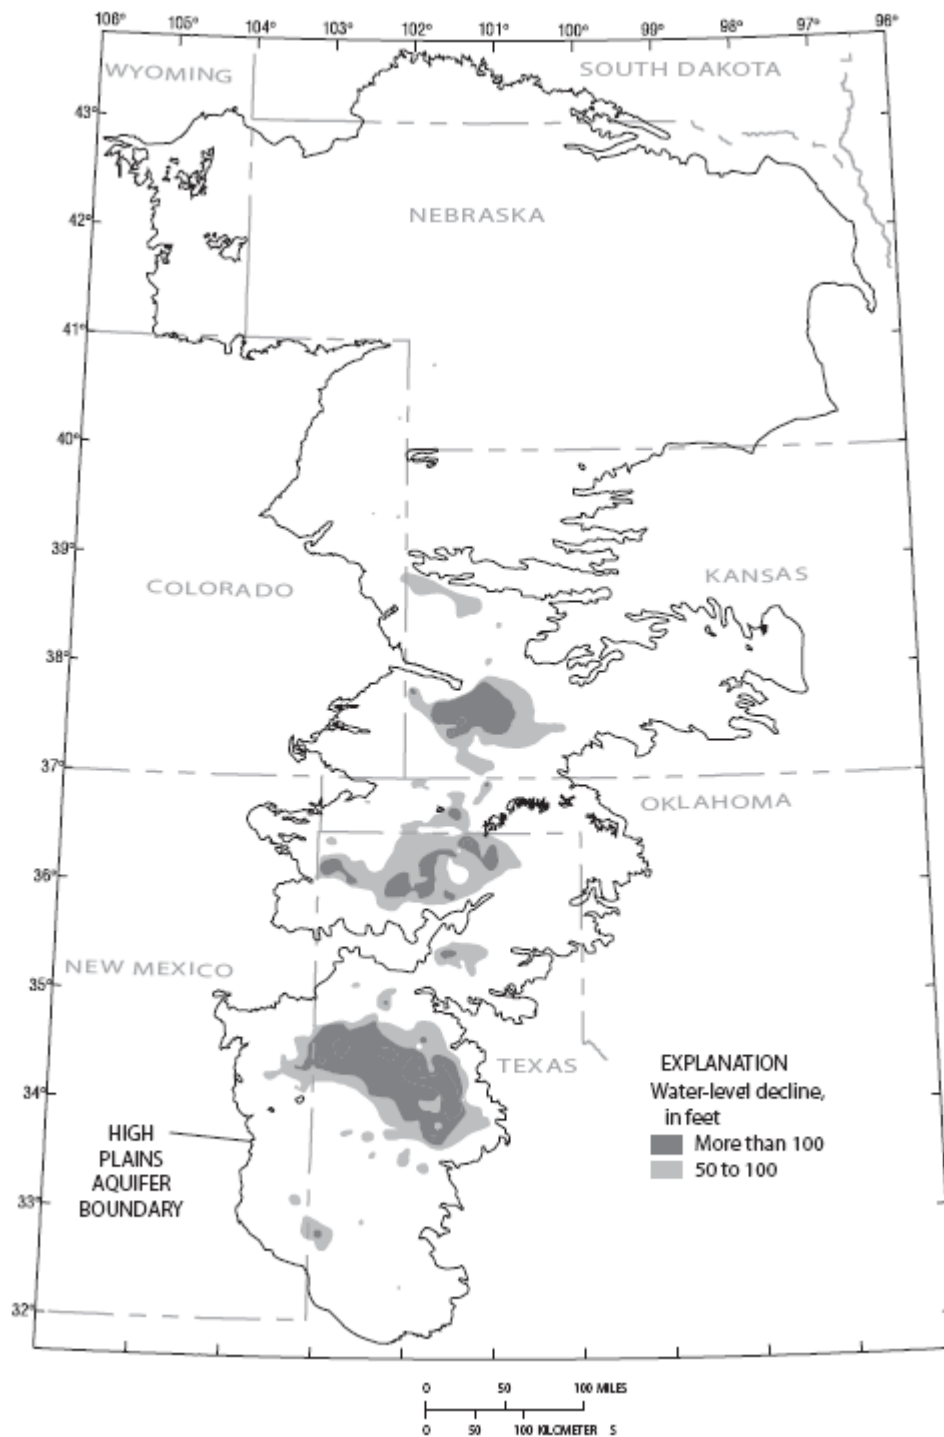 106° 105° 104° 103° 102° 101° 100° 99° 98° 97° 96°
WYOMING
SOUTH DAKOTA
43°
NEBRASKA
42°
41°
40°
39°
COLORADO
KANSAS
38°
37°
OKLAHOMA
36°
NEW MEXICO
35°
TEXAS
EXPLANATION
Water-level decline,
in feet
More than 100
50 to 100
34°
HIGH
PLAINS
AQUIFER
BOUNDARY
33°
32°
0 50 100 MILES
0 50 100 KILOMETER S